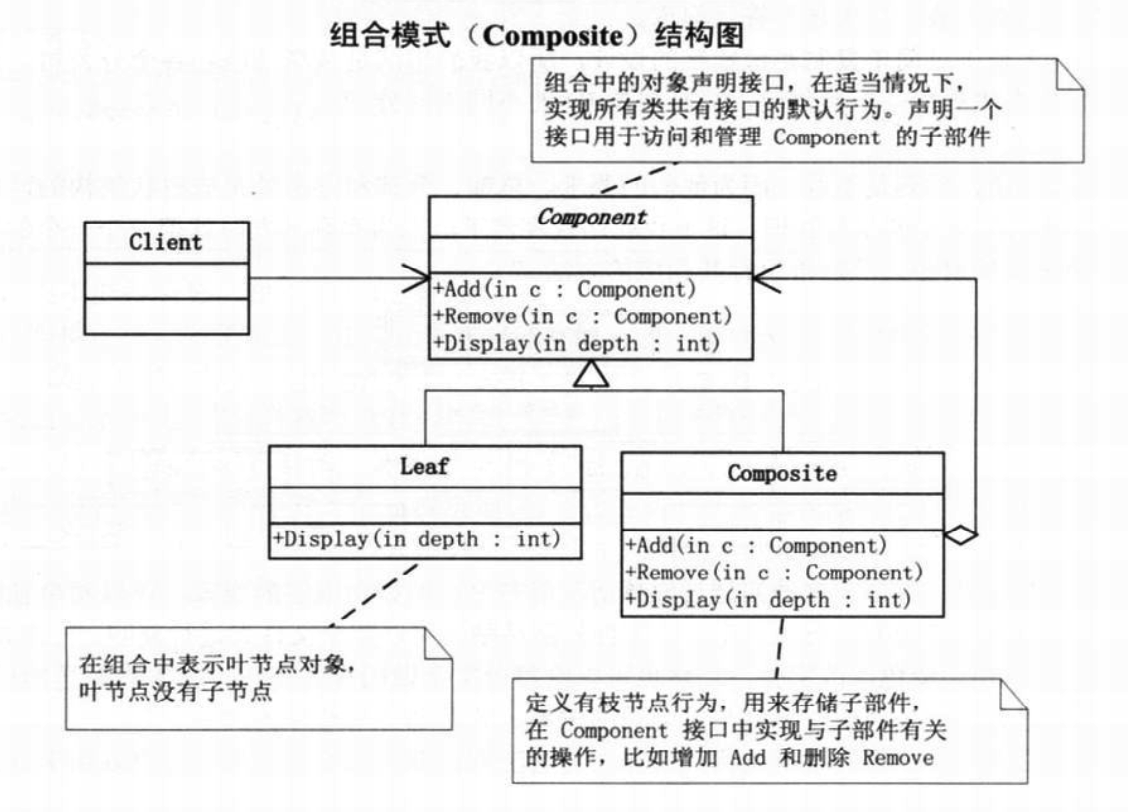 组合模式（Composite）结构图
组合中的对象声明接口，在适当情况下，
实现所有类共有接口的默认行为。声明一个
接口用于访问和管理 Component 的子部件
Client
Component
+Add(in c : Component)
+Remove(in c : Component)
+Display(in depth : int)
Leaf
+Display(in depth : int)
Composite
+Add(in c : Component)
+Remove(in c : Component)
+Display(in depth : int)
在组合中表示叶节点对象，
叶节点没有子节点
定义有枝节点行为，用来存储子部件，
在 Component 接口中实现与子部件有关
的操作，比如增加 Add 和删除 Remove